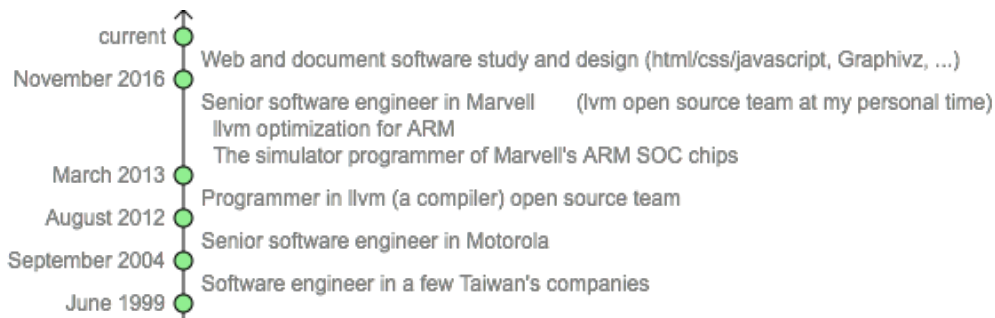 current
Web and document software study and design (html/css/javascript, Graphivz, ...)
November 2016
Senior software engineer in Marvell (lvm open source team at my personal time)
llvm optimization for ARM
The simulator programmer of Marvell's ARM SOC chips
March 2013
Programmer in llvm (a compiler) open source team
August 2012
Senior software engineer in Motorola
September 2004
Software engineer in a few Taiwan's companies
June 1999